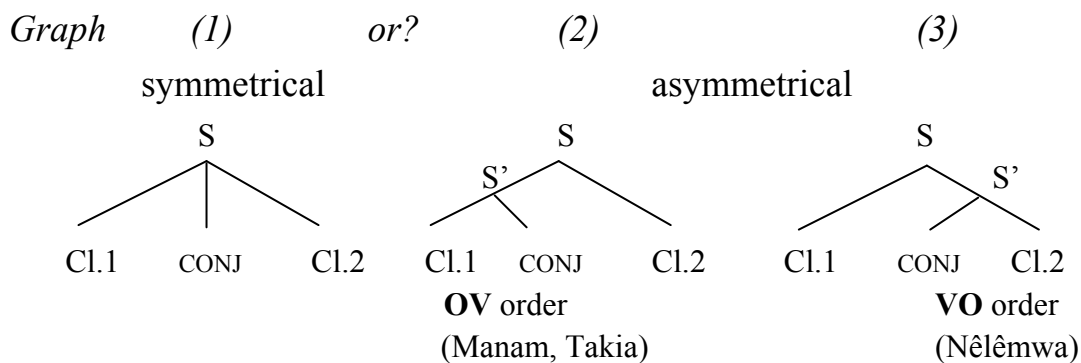 Graph (1) or? (2) (3)
symmetrical asymmetrical
S S S
S’ S’
Cl.1 CONJ Cl.2 Cl.1 CONJ Cl.2 Cl.1 CONJ Cl.2
OV order VO order
(Manam, Takia) (Nêlêmwa)